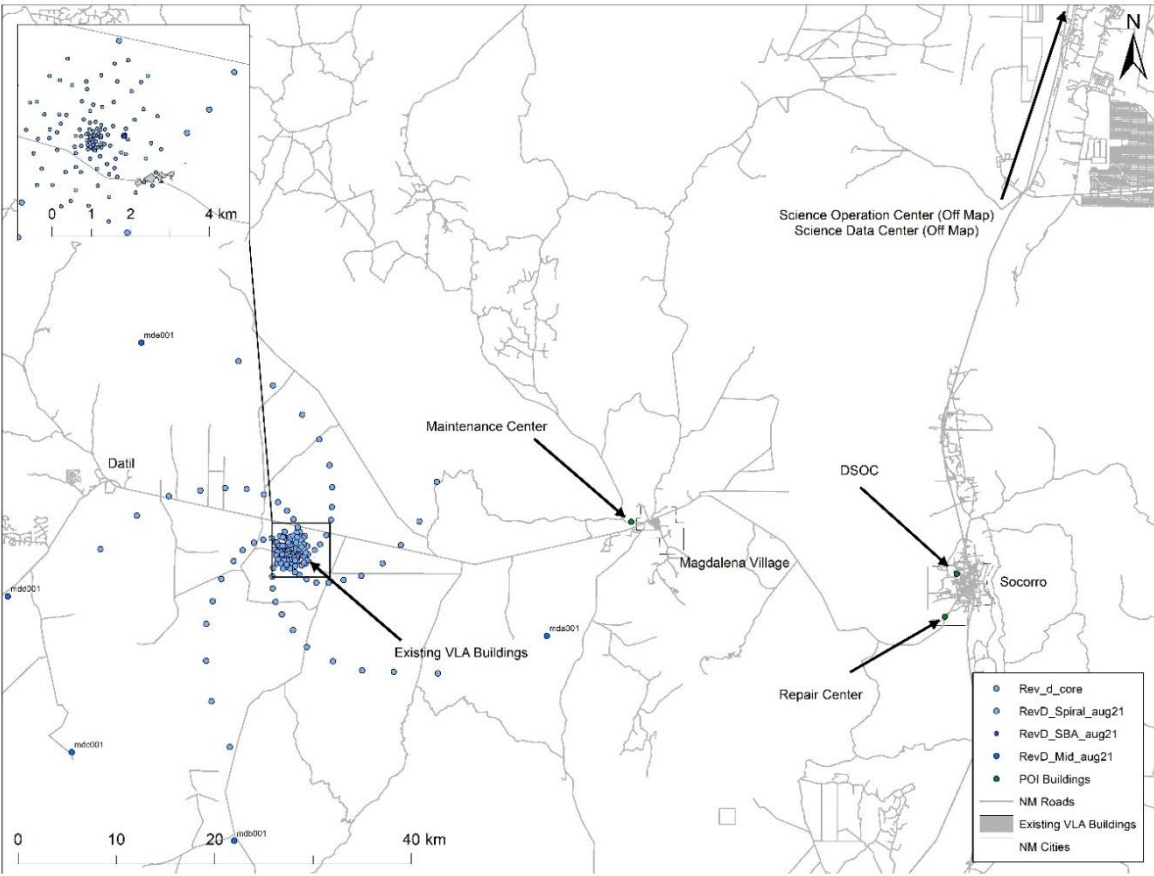 N
0 1 2 4 km
Science Operation Center (Off Map)
Science Data Center (Off Map)
mde001
Maintenance Center
Datil
DSOC
Magdalena Village
Socorro
mdd001
mda001
Existing VLA Buildings
Repair Center
mdc001
mdb001
0 10 20 40 km
Rev_d_core
RevD_Spiral_aug21
RevD_SBA_aug21
RevD_Mid_aug21
POI Buildings
NM Roads
Existing VLA Buildings
NM Cities